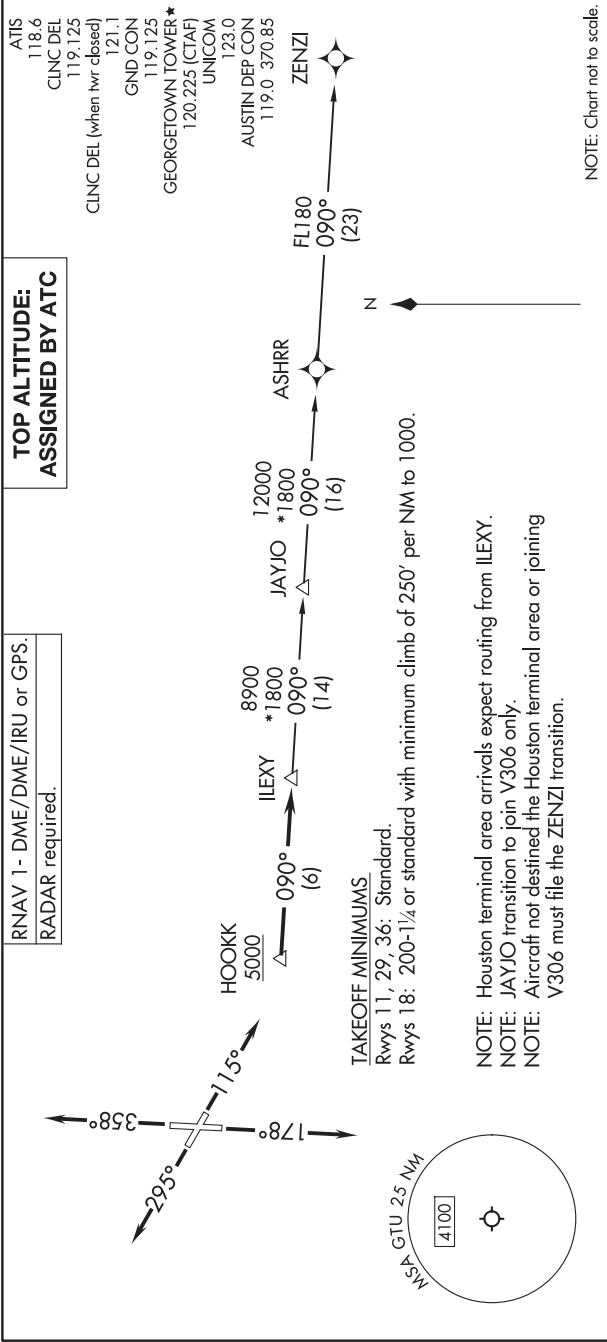 RNAV 1 - DME/DME/IRU or GPS.
RADAR required.
TOP ALTITUDE:
ASSIGNED BY ATC
ATIS
118.6
CLNC DEL
119.125
CLNC DEL (when twr closed)
121.1
GND CON
119.125
GEORGETOWN TOWER★
120.225 (CTAF)
UNICOM
123.0
AUSTIN DEP CON
119.0 370.85
358°
295°
115°
178°
HOOKK
5000
090°
(6)
ILEXY
8900
*1800
090°
(14)
JAYJO
12000
*1800
090°
(16)
ASHRR
FL180
090°
(23)
ZENZI
N
TAKEOFF MINIMUMS
Rwys 11, 29, 36: Standard.
Rwys 18: 200-1¼ or standard with minimum climb of 250' per NM to 1000.
MSA GTU 25 NM
4100
NOTE: Houston terminal area arrivals expect routing from ILEXY.
NOTE: JAYJO transition to join V306 only.
NOTE: Aircraft not destined the Houston terminal area or joining
V306 must file the ZENZI transition.
NOTE: Chart not to scale.